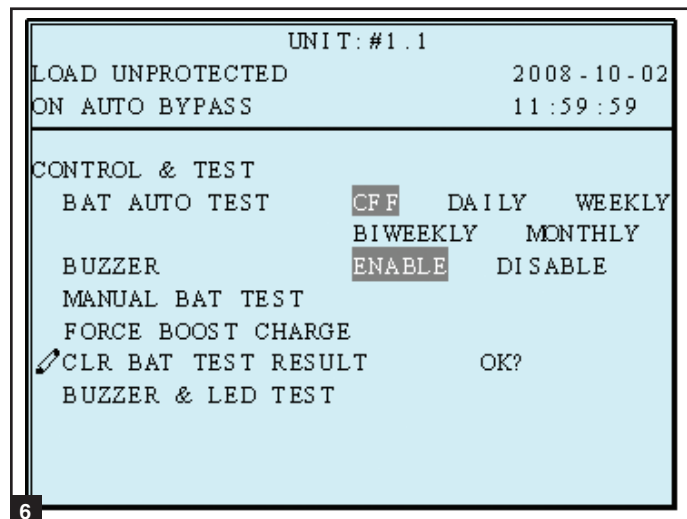 UNIT:#1.1
LOAD UNPROTECTED 2008-10-02
ON AUTO BYPASS 11:59:59
CONTROL & TEST
BAT AUTO TEST CFF DAILY WEEKLY
BIWEEKLY MONTHLY
BUZZER ENABLE DISABLE
MANUAL BAT TEST
FORCE BOOST CHARGE
CLR BAT TEST RESULT OK?
BUZZER & LED TEST
6